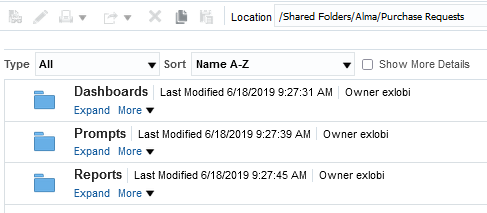 Location /Shared Folders/Alma/Purchase Requests
Type All Sort Name A-Z Show More Details
Dashboards Last Modified 6/18/2019 9:27:31 AM Owner exlobi
Expand More
Prompts Last Modified 6/18/2019 9:27:39 AM Owner exlobi
Expand More
Reports Last Modified 6/18/2019 9:27:45 AM Owner exlobi
Expand More